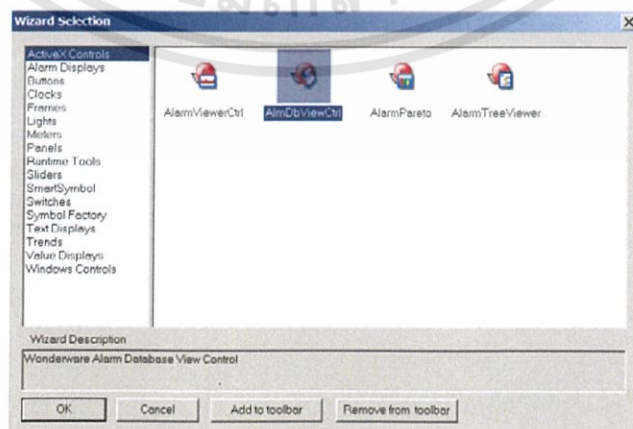 Wizard Selection
ActiveX Controls
Alarm Displays
Buttons
Clocks
Frames
Lights
Meters
Panels
Runtime Tools
Sliders
SmartSymbol
Switches
Symbol Factory
Text Displays
Trends
Value Displays
Windows Controls
AlarmViewerCtrl AlmDbViewCtrl AlarmPareto AlarmTreeViewer...
Wizard Description
Wonderware Alarm Database View Control
OK Cancel Add to toolbar Remove from toolbar